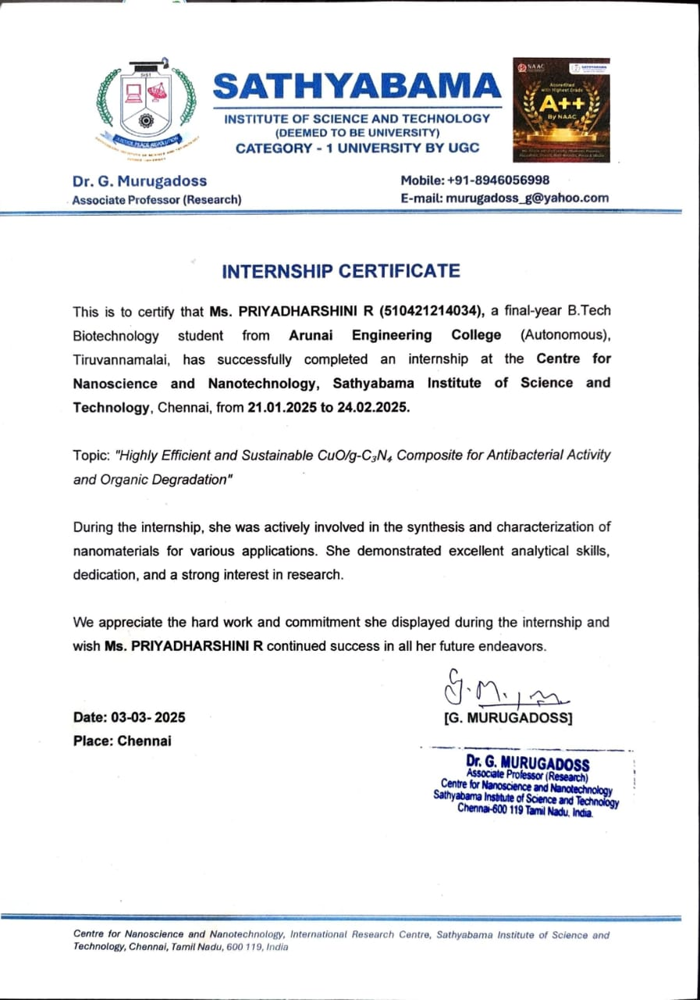 SIST
JUSTICE PEACE REVOLUTION
SATHYABAMA
INSTITUTE OF SCIENCE AND TECHNOLOGY
(DEEMED TO BE UNIVERSITY)
CATEGORY - 1 UNIVERSITY BY UGC
NAAC
SATHYABAMA
Accredited
with Highest Grade
A++
By NAAC
Dr. G. Murugadoss
Associate Professor (Research)
Mobile: +91-8946056998
E-mail: murugadoss_g@yahoo.com
INTERNSHIP CERTIFICATE
This is to certify that Ms. PRIYADHARSHINI R (510421214034), a final-year B.Tech
Biotechnology student from Arunai Engineering College (Autonomous),
Tiruvannamalai, has successfully completed an internship at the Centre for
Nanoscience and Nanotechnology, Sathyabama Institute of Science and
Technology, Chennai, from 21.01.2025 to 24.02.2025.
Topic: "Highly Efficient and Sustainable CuO/g-C₃N₄ Composite for Antibacterial Activity
and Organic Degradation"
During the internship, she was actively involved in the synthesis and characterization of
nanomaterials for various applications. She demonstrated excellent analytical skills,
dedication, and a strong interest in research.
We appreciate the hard work and commitment she displayed during the internship and
wish Ms. PRIYADHARSHINI R continued success in all her future endeavors.
Date: 03-03- 2025
Place: Chennai
[G. MURUGADOSS]
Dr. G. MURUGADOSS
Associate Professor (Research)
Centre for Nanoscience and Nanotechnology
Sathyabama Institute of Science and Technology
Chennai-600 119 Tamil Nadu, India.
Centre for Nanoscience and Nanotechnology, International Research Centre, Sathyabama Institute of Science and
Technology, Chennai, Tamil Nadu, 600 119, India